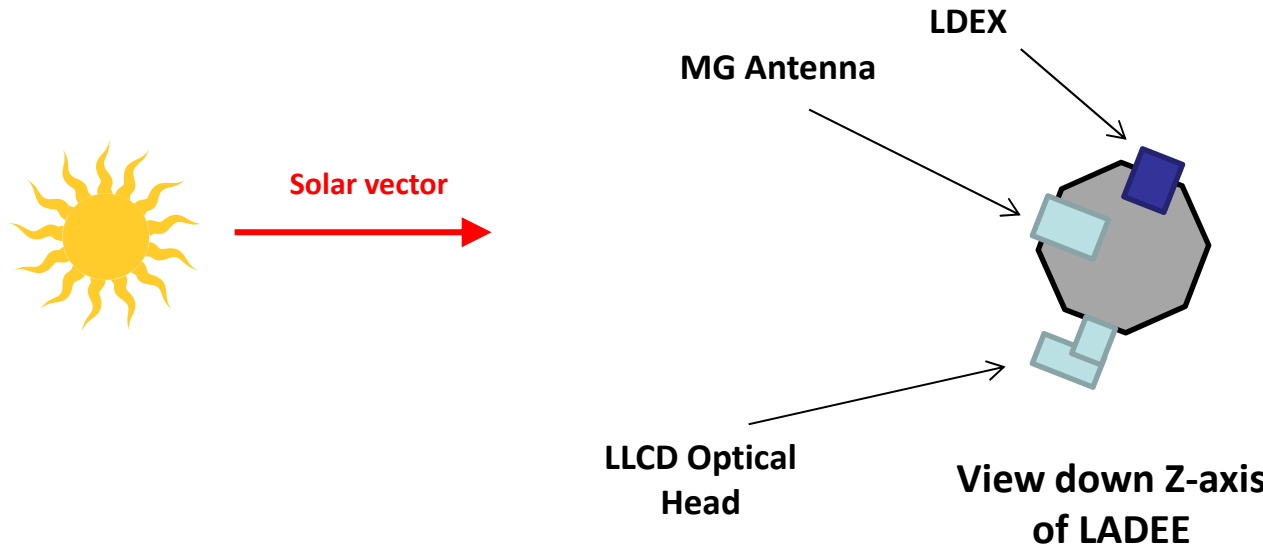 LDEX
MG Antenna
Solar vector
LLCD Optical
Head
View down Z-axis
of LADEE